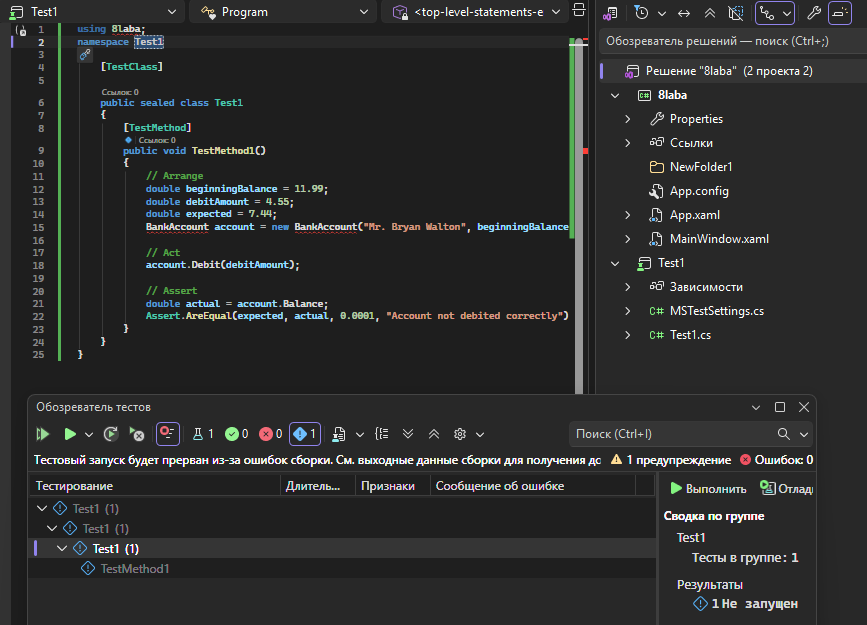 Test1 Program <top-level-statements-e
1 using 8laba;
2 namespace Test1
3
4 [TestClass]
5
Ссылок: 0
6 public sealed class Test1
7 {
8 [TestMethod]
Ссылок: 0
9 public void TestMethod1()
10 {
11 // Arrange
12 double beginningBalance = 11.99;
13 double debitAmount = 4.55;
14 double expected = 7.44;
15 BankAccount account = new BankAccount("Mr. Bryan Walton", beginningBalance
16
17 // Act
18 account.Debit(debitAmount);
19
20 // Assert
21 double actual = account.Balance;
22 Assert.AreEqual(expected, actual, 0.0001, "Account not debited correctly")
23 }
24 }
25 }
Обозреватель решений — поиск (Ctrl+;)
Решение "8laba" (2 проекта 2)
8laba
Properties
Ссылки
NewFolder1
App.config
App.xaml
MainWindow.xaml
Test1
Зависимости
C# MSTestSettings.cs
C# Test1.cs
Обозреватель тестов
1 0 0 1 Поиск (Ctrl+I)
Тестовый запуск будет прерван из-за ошибок сборки. См. выходные данные сборки для получения до 1 предупреждение Ошибок: 0
Тестирование Длитель... Признаки Сообщение об ошибке
Test1 (1)
Test1 (1)
Test1 (1)
TestMethod1
Выполнить Отлад
Сводка по группе
Test1
Тесты в группе: 1
Результаты
1 Не запущен